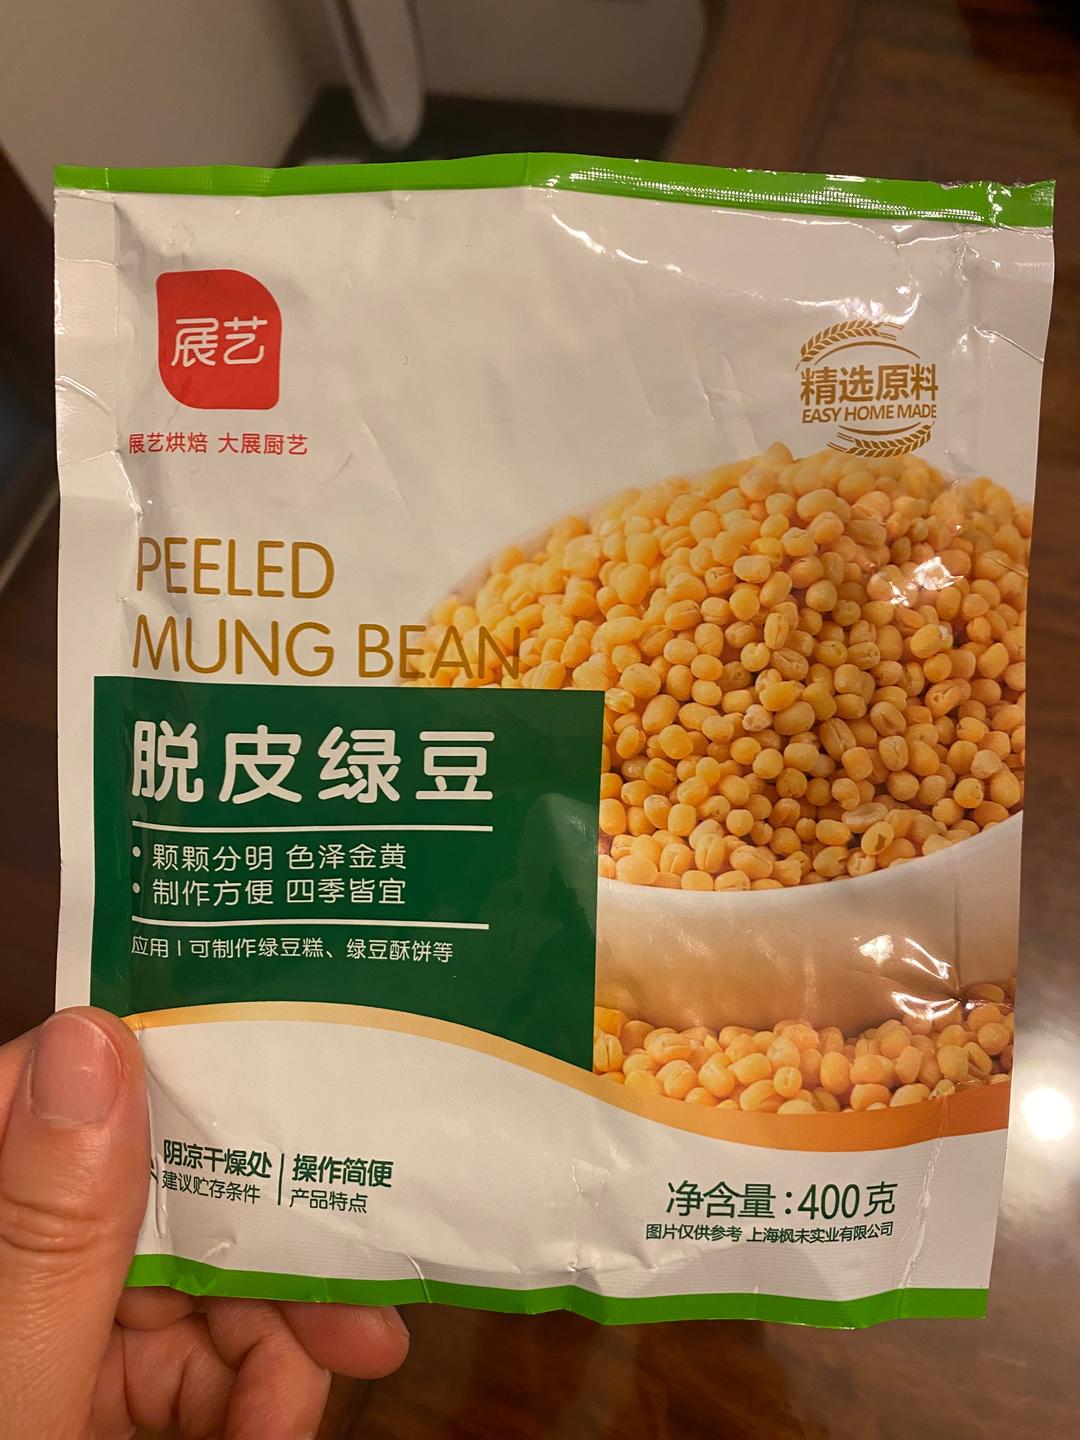 展艺
展艺烘焙 大展厨艺
精选原料
EASY HOME MADE
PEELED
MUNG BEAN
脱皮绿豆
• 颗颗分明 色泽金黄
• 制作方便 四季皆宜
应用 | 可制作绿豆糕、绿豆酥饼等
阴凉干燥处 | 操作简便
建议贮存条件 | 产品特点
净含量:400克
图片仅供参考 上海枫未实业有限公司